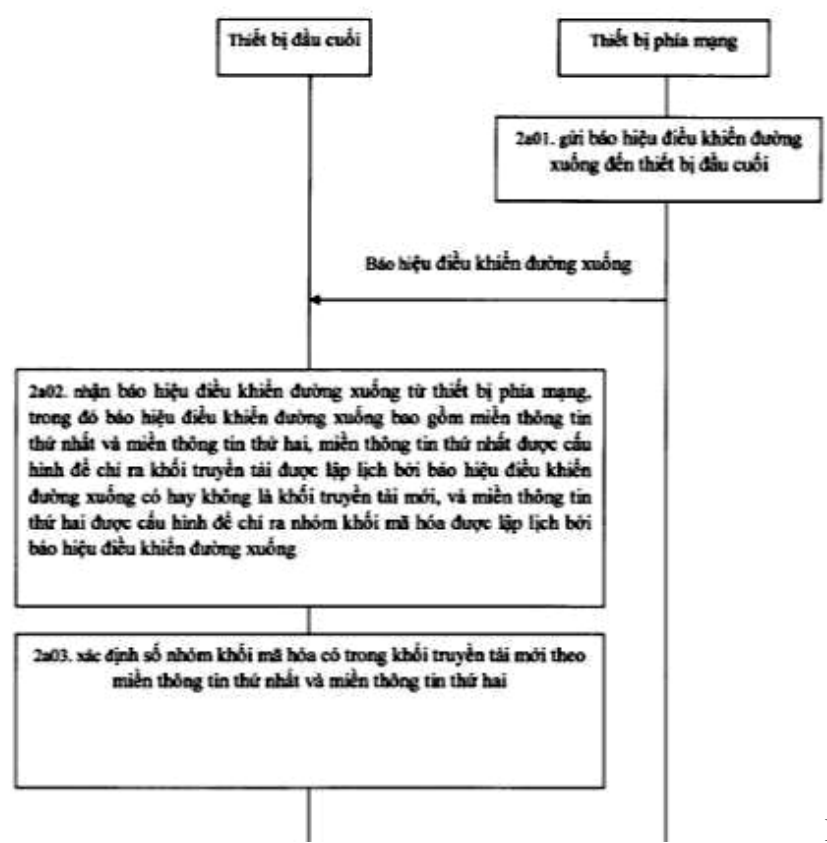 Thiết bị đầu cuối
Thiết bị phía mạng
2a01. gửi báo hiệu điều khiển đường
xuống đến thiết bị đầu cuối
Báo hiệu điều khiển đường xuống
2a02. nhận báo hiệu điều khiển đường xuống từ thiết bị phía mạng,
trong đó báo hiệu điều khiển đường xuống bao gồm miền thông tin
thứ nhất và miền thông tin thứ hai, miền thông tin thứ nhất được cấu
hình để chỉ ra khối truyền tải được lập lịch bởi báo hiệu điều khiển
đường xuống có hay không là khối truyền tải mới, và miền thông tin
thứ hai được cấu hình để chỉ ra nhóm khối mã hóa được lập lịch bởi
báo hiệu điều khiển đường xuống
2a03. xác định số nhóm khối mã hóa có trong khối truyền tải mới theo
miền thông tin thứ nhất và miền thông tin thứ hai